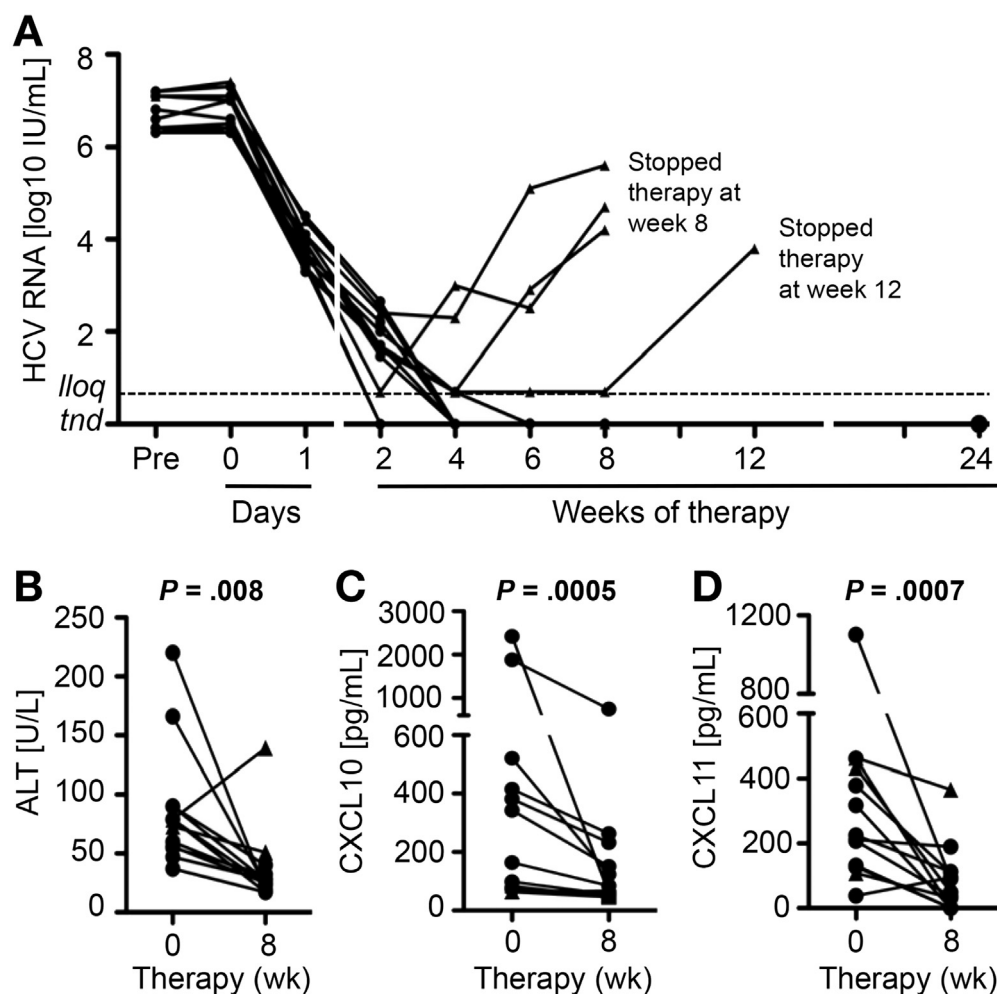 A
HCV RNA [log10 IU/mL]
8
6
4
2
lloq
tnd
Stopped
therapy at
week 8
Stopped
therapy
at week 12
Pre 0 1 2 4 6 8 12 24
Days Weeks of therapy
B P = .008
ALT [U/L]
250
200
150
100
50
0
0 8
Therapy (wk)
C P = .0005
CXCL10 [pg/mL]
3000
2000
1000
600
400
200
0
0 8
Therapy (wk)
D P = .0007
CXCL11 [pg/mL]
1200
1000
800
600
400
200
0
0 8
Therapy (wk)